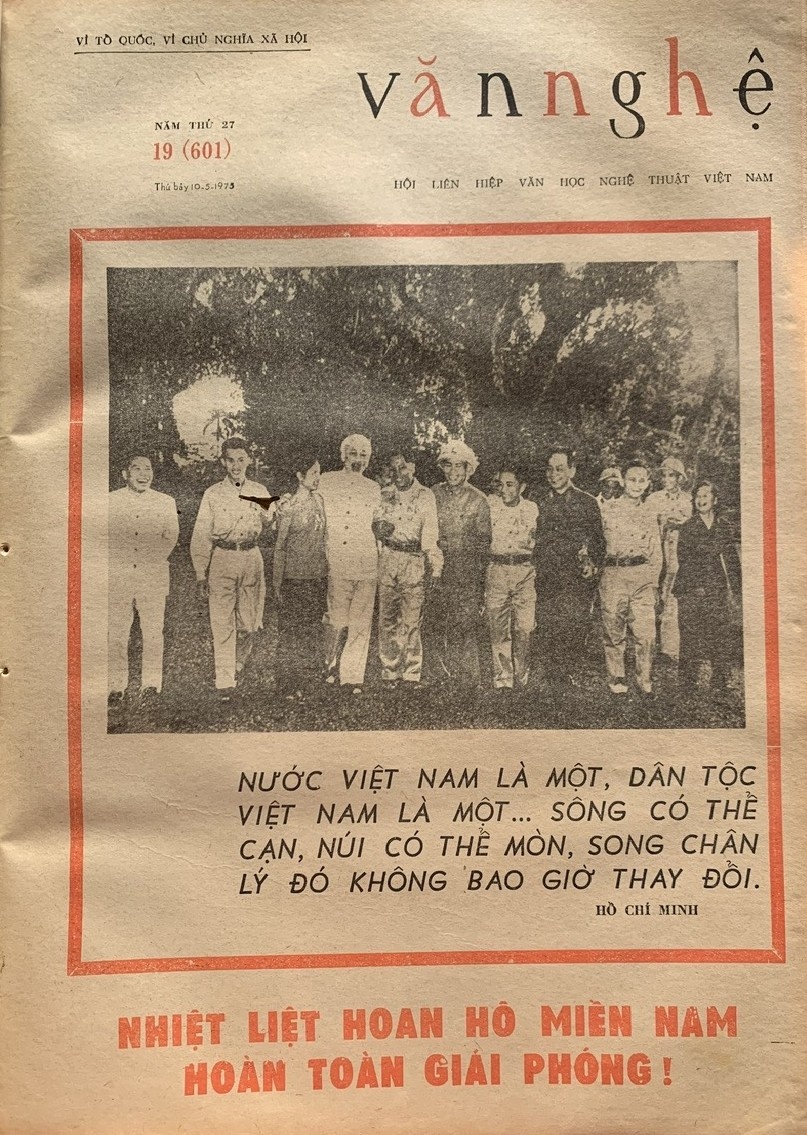 VÌ TỔ QUỐC, VÌ CHỦ NGHĨA XÃ HỘI
văn nghệ
NĂM THỨ 27
19 (601)
Thứ bảy 10-5-1975
HỘI LIÊN HIỆP VĂN HỌC NGHỆ THUẬT VIỆT NAM
NƯỚC VIỆT NAM LÀ MỘT, DÂN TỘC
VIỆT NAM LÀ MỘT... SÔNG CÓ THỂ
CẠN, NÚI CÓ THỂ MÒN, SONG CHÂN
LÝ ĐÓ KHÔNG BAO GIỜ THAY ĐỔI.
HỒ CHÍ MINH
NHIỆT LIỆT HOAN HÔ MIỀN NAM
HOÀN TOÀN GIẢI PHÓNG!